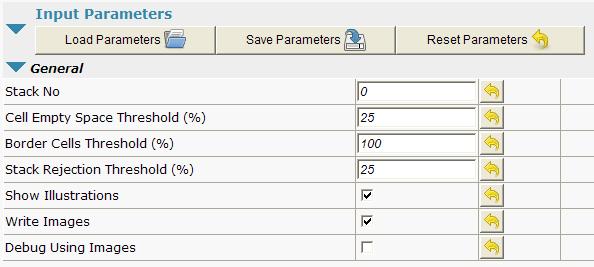 Input Parameters
Load Parameters Save Parameters Reset Parameters
General
Stack No 0
Cell Empty Space Threshold (%) 25
Border Cells Threshold (%) 100
Stack Rejection Threshold (%) 25
Show Illustrations
Write Images
Debug Using Images